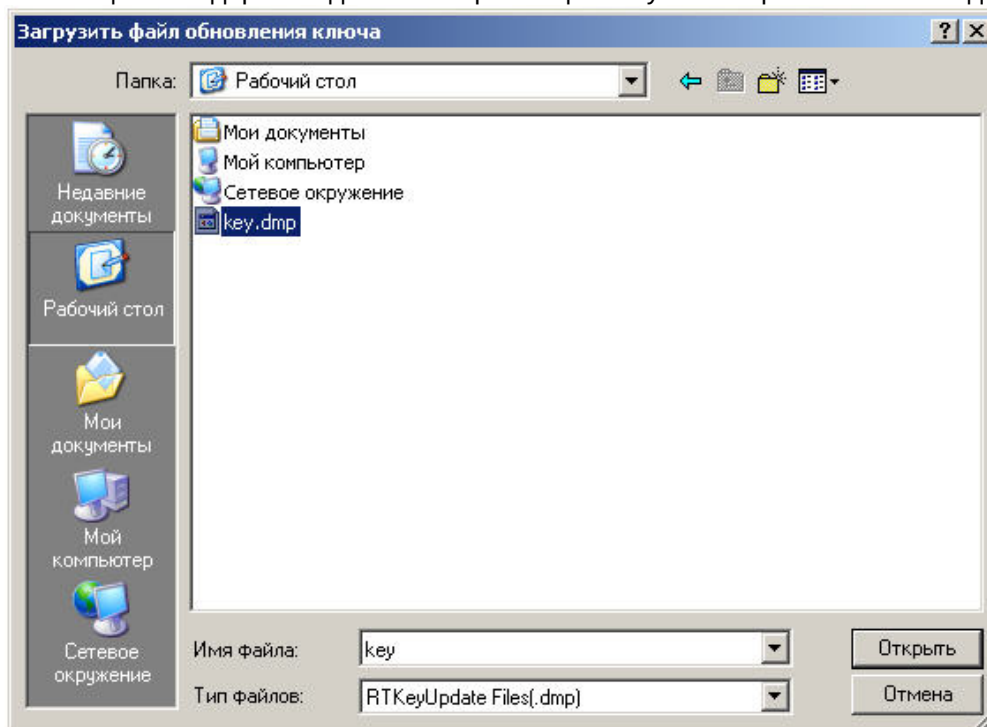 Загрузить файл обновления ключа
Папка:
Рабочий стол
Мои документы
Мой компьютер
Сетевое окружение
key.dmp
Недавние
документы
Рабочий стол
Мои
документы
Мой
компьютер
Сетевое
окружение
Имя файла:
key
Открыть
Тип файлов:
RTKeyUpdate Files(.dmp)
Отмена